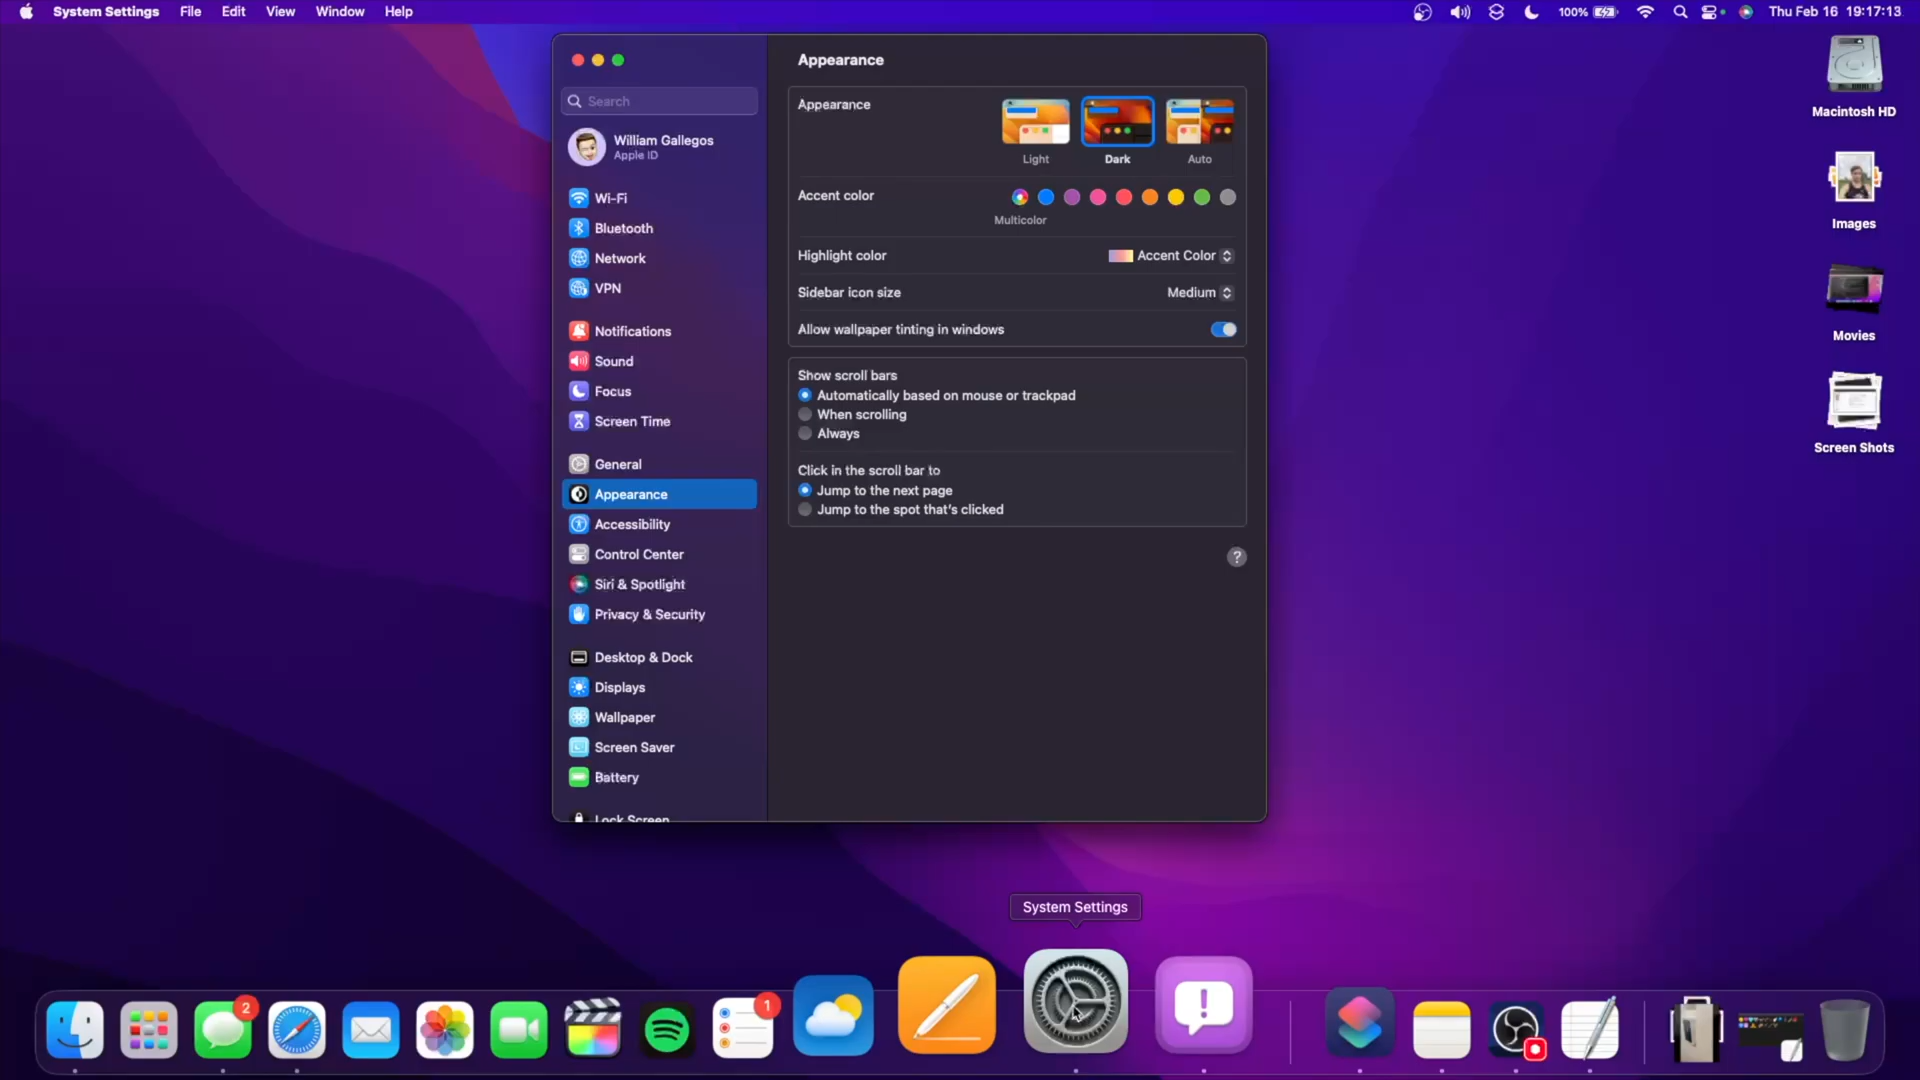 System Settings File Edit View Window Help 100% Thu Feb 16 19:17:13
Appearance
Search
William Gallegos
Apple ID
Wi-Fi
Bluetooth
Network
VPN
Notifications
Sound
Focus
Screen Time
General
Appearance
Accessibility
Control Center
Siri & Spotlight
Privacy & Security
Desktop & Dock
Displays
Wallpaper
Screen Saver
Battery
Lock Screen
Appearance
Light Dark Auto
Accent color
Multicolor
Highlight color Accent Color
Sidebar icon size Medium
Allow wallpaper tinting in windows
Show scroll bars
Automatically based on mouse or trackpad
When scrolling
Always
Click in the scroll bar to
Jump to the next page
Jump to the spot that's clicked
?
Macintosh HD
Images
Movies
Screen Shots
System Settings
2
1